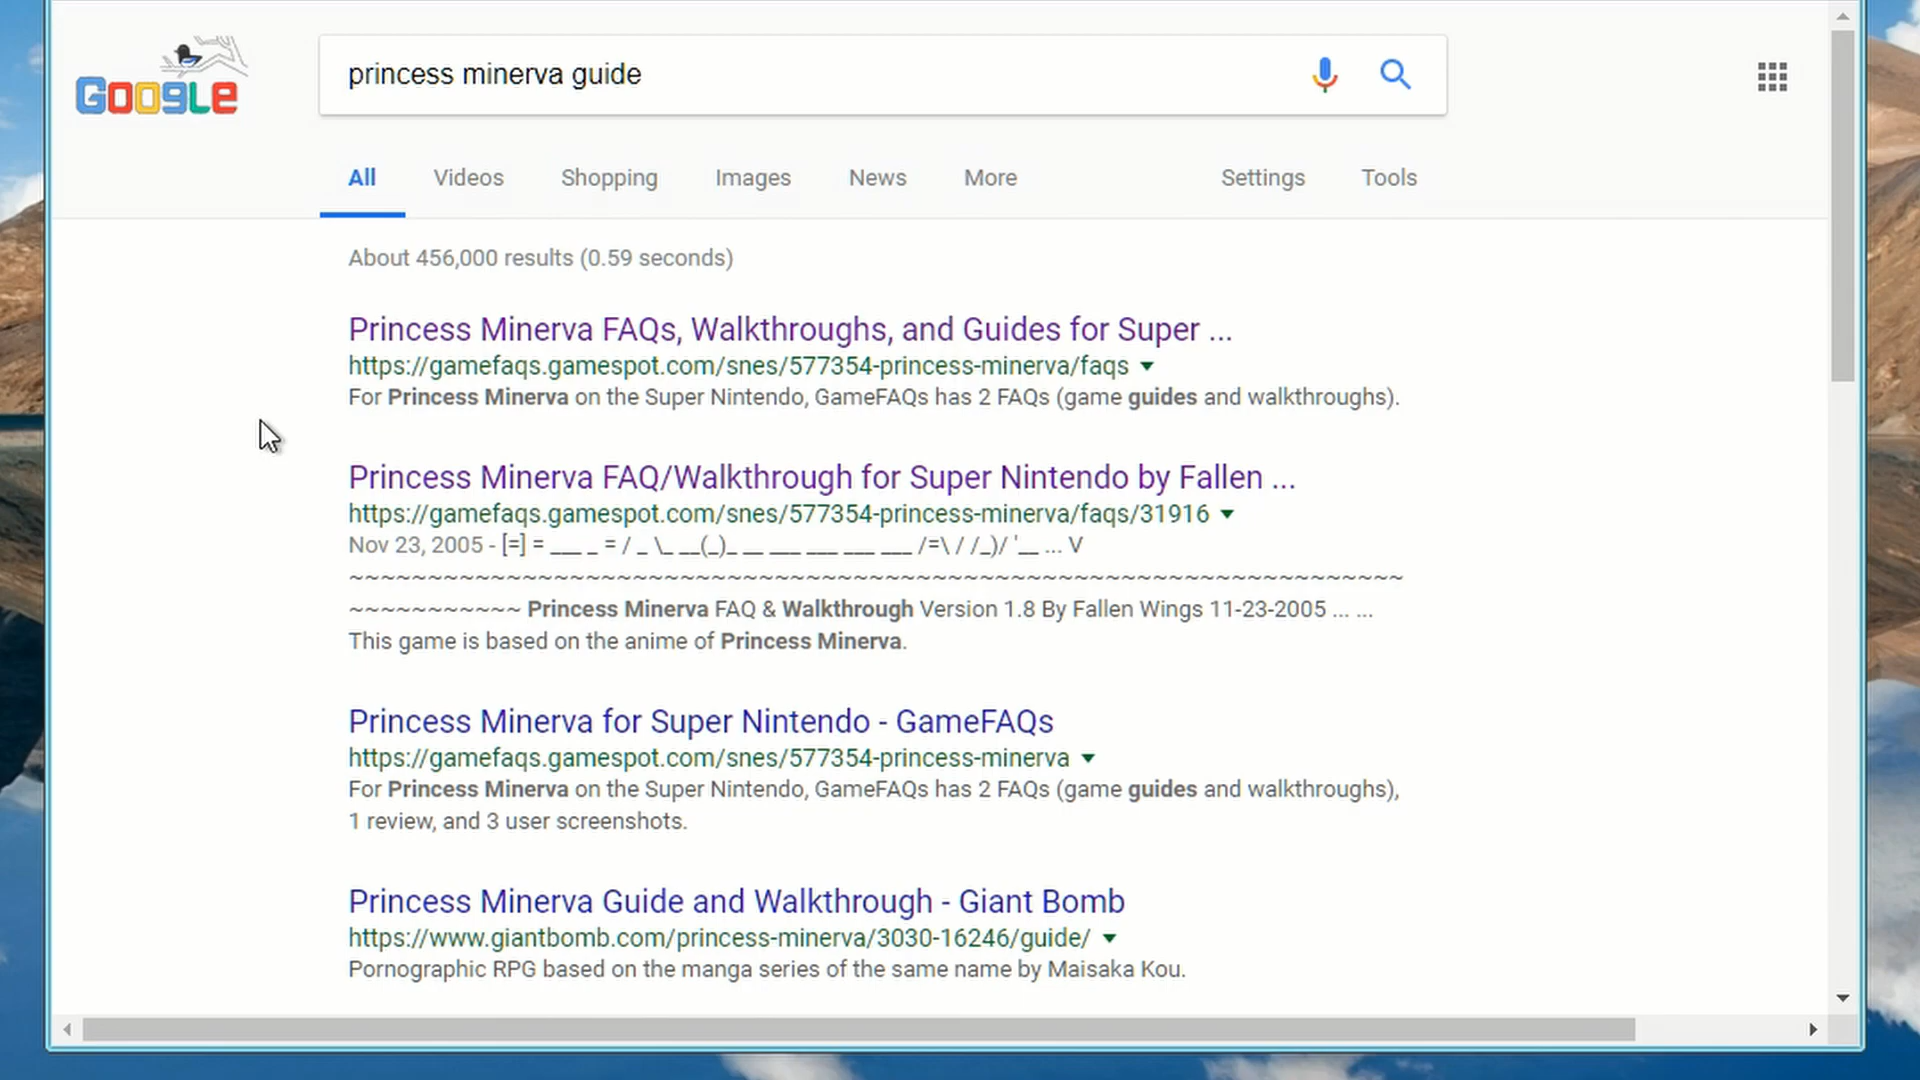 Google
princess minerva guide
All Videos Shopping Images News More Settings Tools
About 456,000 results (0.59 seconds)
Princess Minerva FAQs, Walkthroughs, and Guides for Super ...
https://gamefaqs.gamespot.com/snes/577354-princess-minerva/faqs
For Princess Minerva on the Super Nintendo, GameFAQs has 2 FAQs (game guides and walkthroughs).
Princess Minerva FAQ/Walkthrough for Super Nintendo by Fallen ...
https://gamefaqs.gamespot.com/snes/577354-princess-minerva/faqs/31916
Nov 23, 2005 - [=] = ___ _ = / _ \_ __(_)_ __ ___ ___ ___ ___ /=\ / /_)/ '__ ... V
~~~~~~~~~~~~~~~~~~~~~~~~~~~~~~~~~~~~~~~~~~~~~~~~~~~~~~~~~~~~~~~~~~~
~~~~~~~~~~~ Princess Minerva FAQ & Walkthrough Version 1.8 By Fallen Wings 11-23-2005 ... ...
This game is based on the anime of Princess Minerva.
Princess Minerva for Super Nintendo - GameFAQs
https://gamefaqs.gamespot.com/snes/577354-princess-minerva
For Princess Minerva on the Super Nintendo, GameFAQs has 2 FAQs (game guides and walkthroughs),
1 review, and 3 user screenshots.
Princess Minerva Guide and Walkthrough - Giant Bomb
https://www.giantbomb.com/princess-minerva/3030-16246/guide/
Pornographic RPG based on the manga series of the same name by Maisaka Kou.